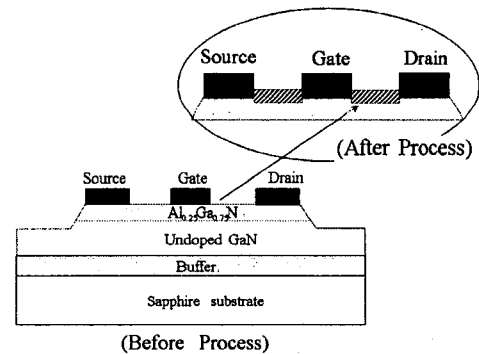 Source Gate Drain
(After Process)
Source Gate Drain
Al0.25Ga0.75N
Undoped GaN
Buffer.
Sapphire substrate
(Before Process)